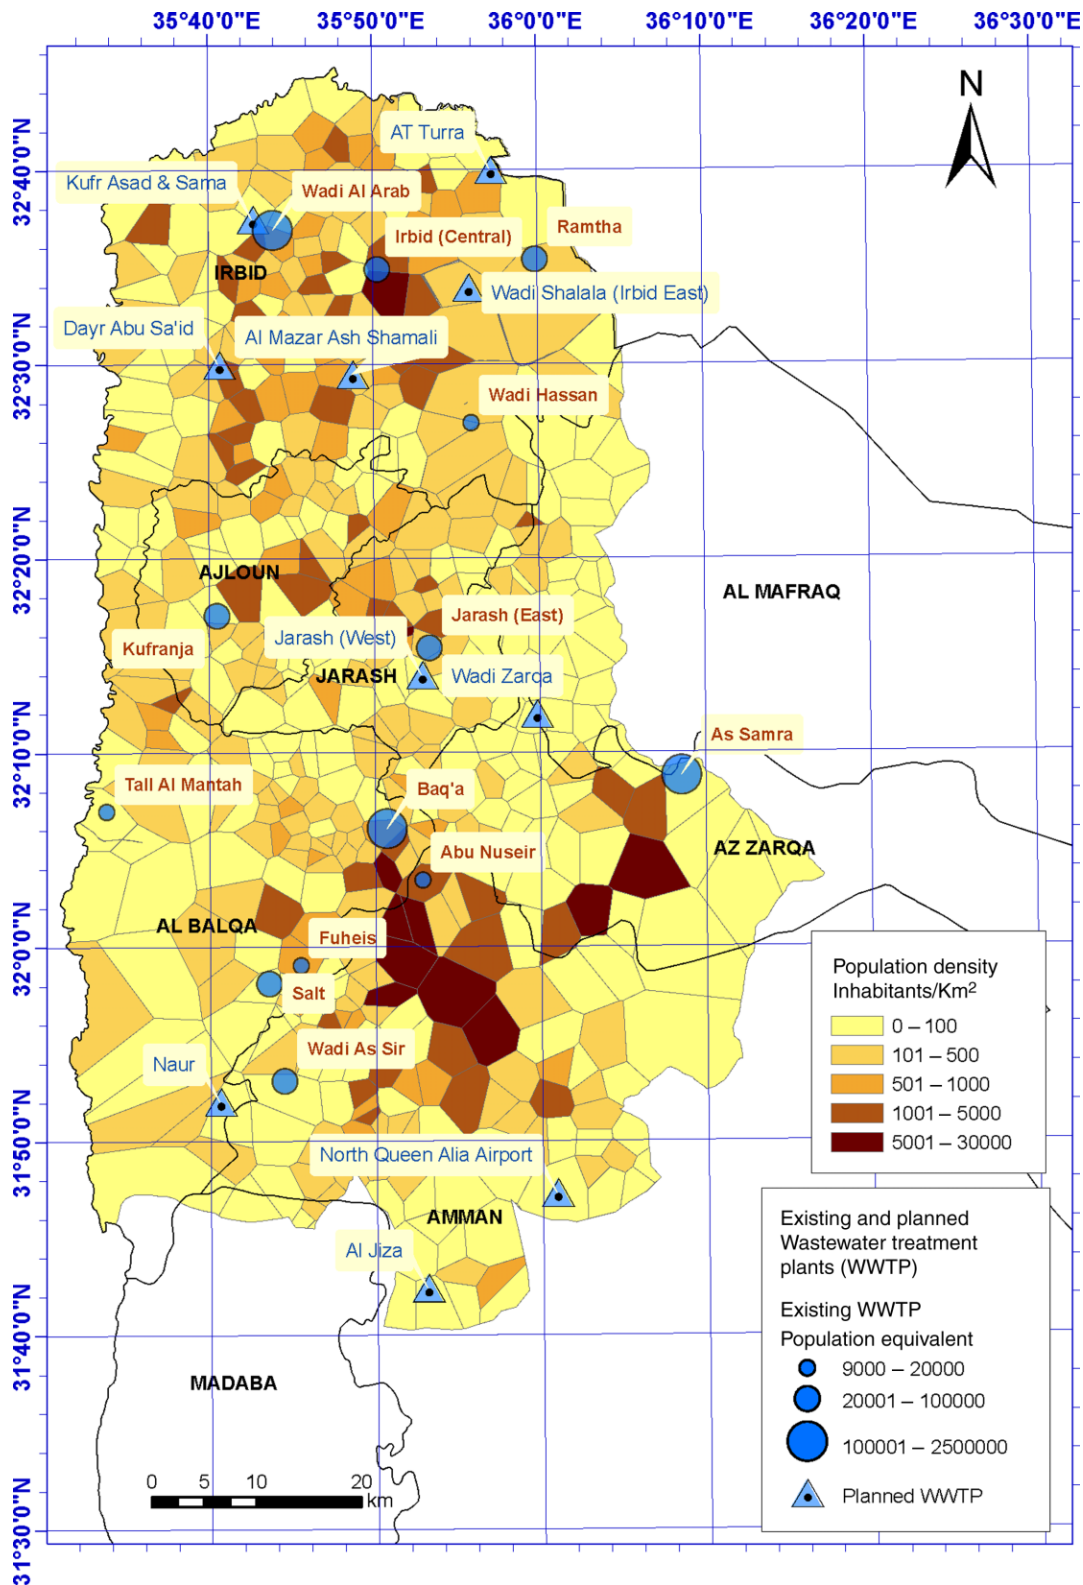 35°40'0"E 35°50'0"E 36°0'0"E 36°10'0"E 36°20'0"E 36°30'0"E
N
AT Turra
32°40'0"N
Kufr Asad & Sama
Wadi Al Arab
Ramtha
Irbid (Central)
IRBID
Wadi Shalala (Irbid East)
Dayr Abu Sa'id
Al Mazar Ash Shamali
32°30'0"N
Wadi Hassan
32°20'0"N
AJLOUN
AL MAFRAQ
Jarash (East)
Jarash (West)
Kufranja
JARASH
Wadi Zarqa
32°10'0"N
As Samra
Tall Al Mantah
Baq'a
AZ ZARQA
Abu Nuseir
AL BALQA
Fuheis
32°0'0"N
Salt
Wadi As Sir
Naur
31°50'0"N
North Queen Alia Airport
AMMAN
Al Jiza
31°40'0"N
MADABA
31°30'0"N
0 5 10 20
km
Population density
Inhabitants/Km²
0 – 100
101 – 500
501 – 1000
1001 – 5000
5001 – 30000
Existing and planned
Wastewater treatment
plants (WWTP)
Existing WWTP
Population equivalent
9000 – 20000
20001 – 100000
100001 – 2500000
Planned WWTP